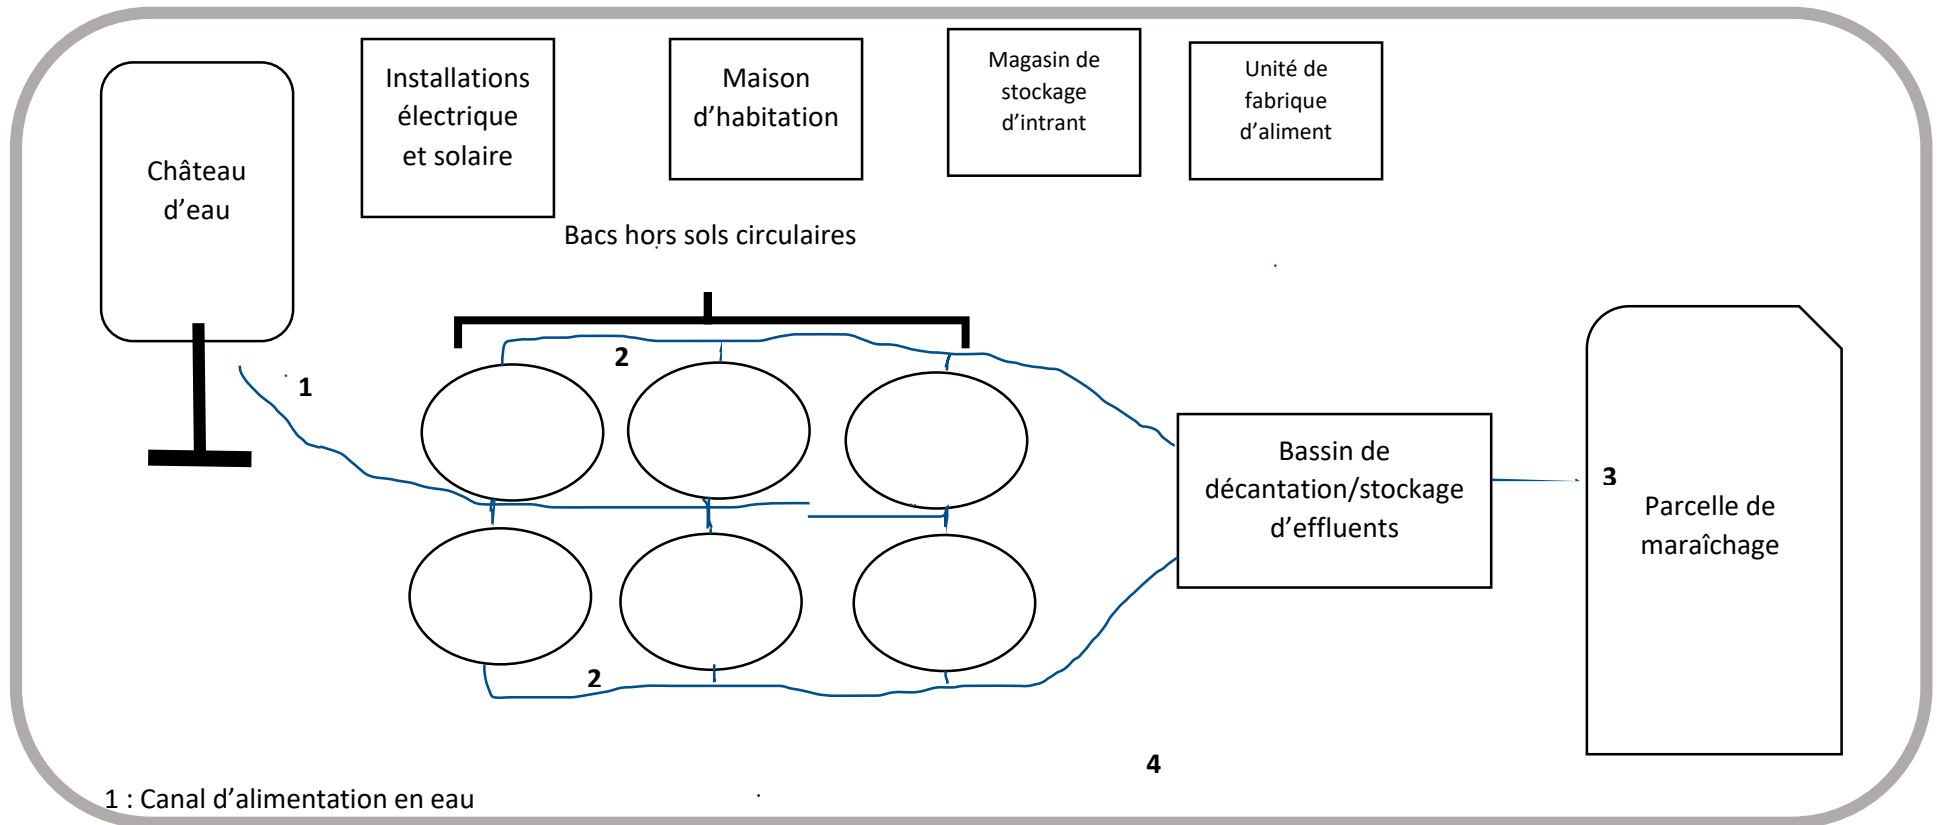 Château
d’eau
Installations
électrique
et solaire
Maison
d’habitation
Magasin de
stockage
d’intrant
Unité de
fabrique
d’aliment
Bacs hors sols circulaires
1
2
2
Bassin de
décantation/stockage
d’effluents
3
Parcelle de
maraîchage
4
1 : Canal d’alimentation en eau